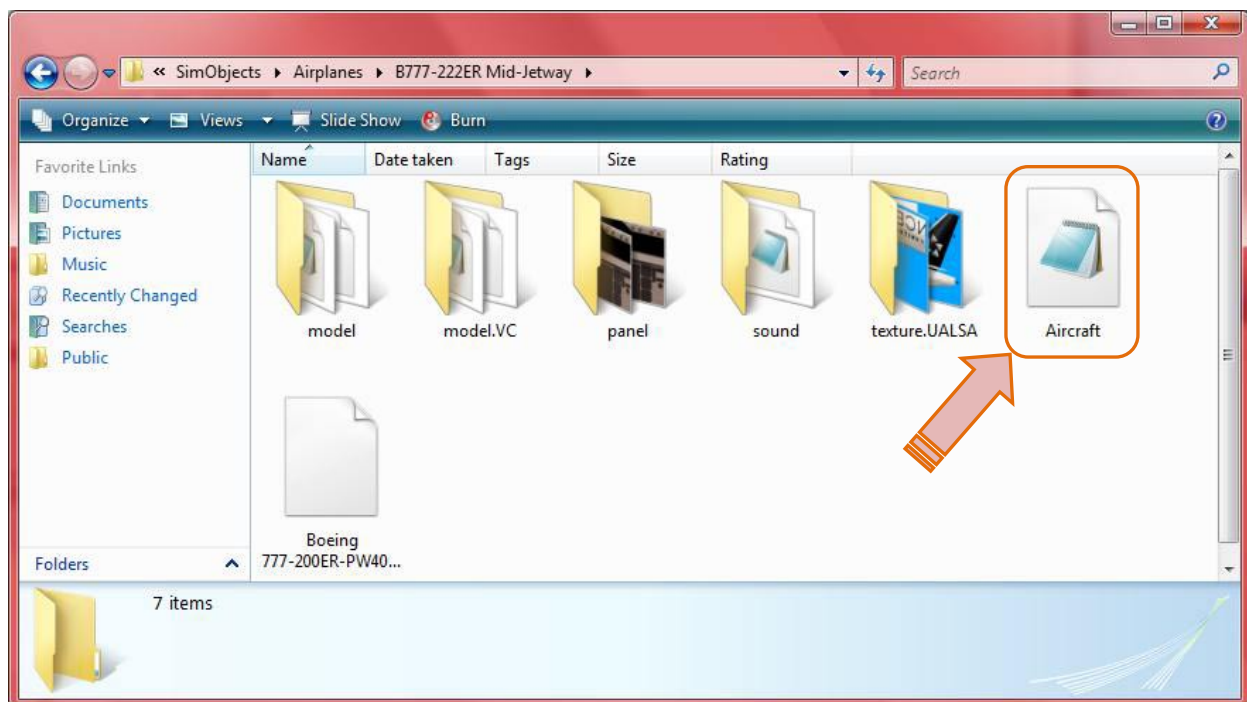 « SimObjects ▸ Airplanes ▸ B777-222ER Mid-Jetway ▸
Search
Organize Views Slide Show Burn
Favorite Links
Documents
Pictures
Music
Recently Changed
Searches
Public
Folders
Name Date taken Tags Size Rating
model model.VC panel sound texture.UALSA Aircraft
Boeing
777-200ER-PW40...
7 items